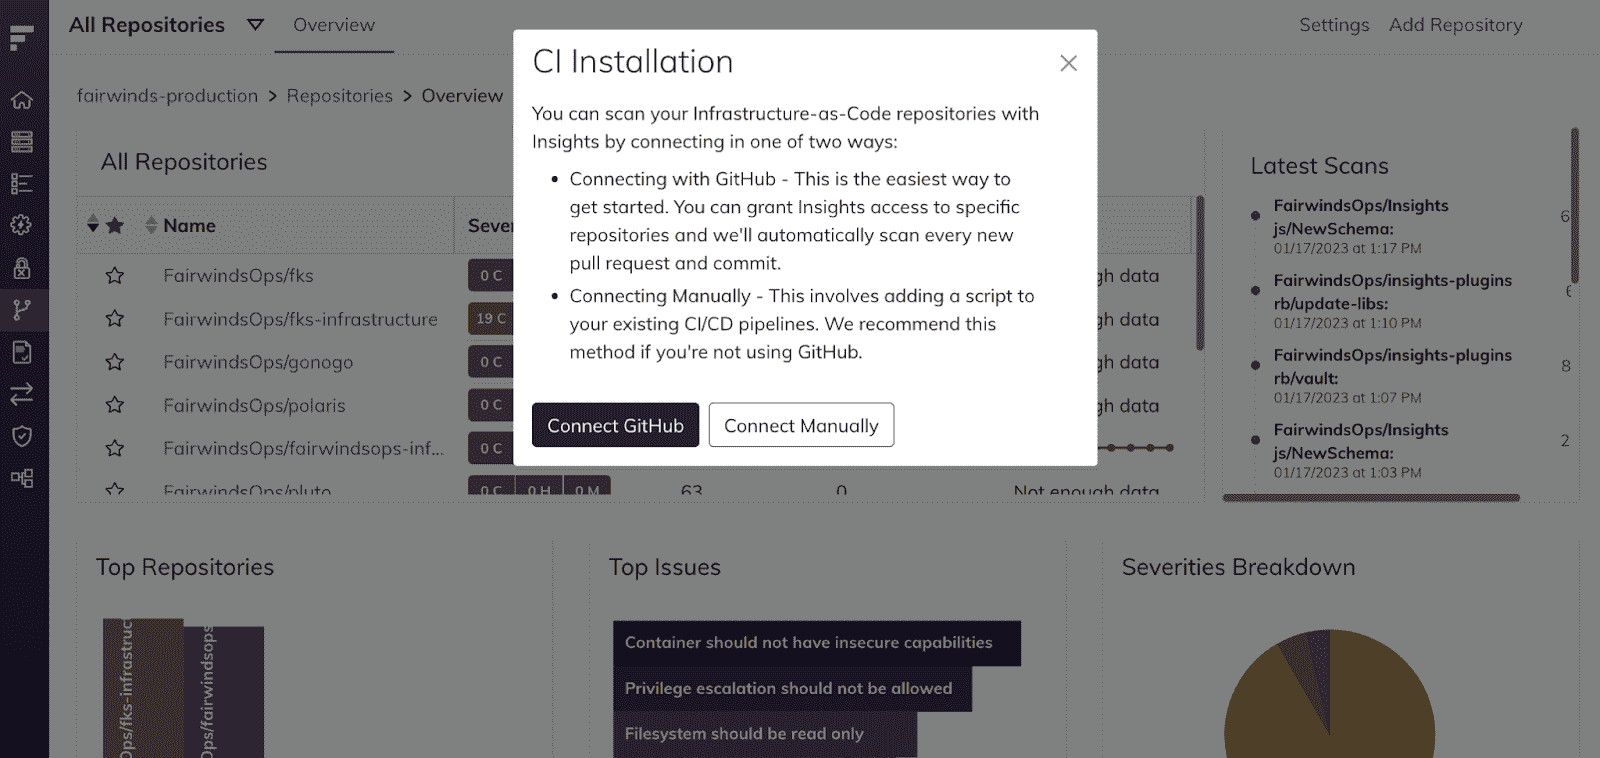 All Repositories
Overview
Settings
Add Repository
fairwinds-production > Repositories > Overview
CI Installation
You can scan your Infrastructure-as-Code repositories with
Insights by connecting in one of two ways:
• Connecting with GitHub - This is the easiest way to
get started. You can grant Insights access to specific
repositories and we'll automatically scan every new
pull request and commit.
• Connecting Manually - This involves adding a script to
your existing CI/CD pipelines. We recommend this
method if you're not using GitHub.
Connect GitHub
Connect Manually
All Repositories
Name
FairwindsOps/fks
0 C
data
FairwindsOps/fks-infrastructure
19 C
data
FairwindsOps/gonogo
0 C
data
FairwindsOps/polaris
0 C
data
FairwindsOps/fairwindsops-inf...
0 C
FairwindsOps/pluto
0 C
0 H
0 M
63
0
Not enough data
Latest Scans
FairwindsOps/Insights
js/NewSchema:
01/17/2023 at 1:17 PM
FairwindsOps/insights-plugins
rb/update-libs:
01/17/2023 at 1:10 PM
FairwindsOps/insights-plugins
rb/vault:
01/17/2023 at 1:07 PM
8
FairwindsOps/Insights
js/NewSchema:
01/17/2023 at 1:03 PM
2
Top Repositories
Ops/fks-infrastruc
Ops/fairwindsops
Top Issues
Container should not have insecure capabilities
Privilege escalation should not be allowed
Filesystem should be read only
Severities Breakdown